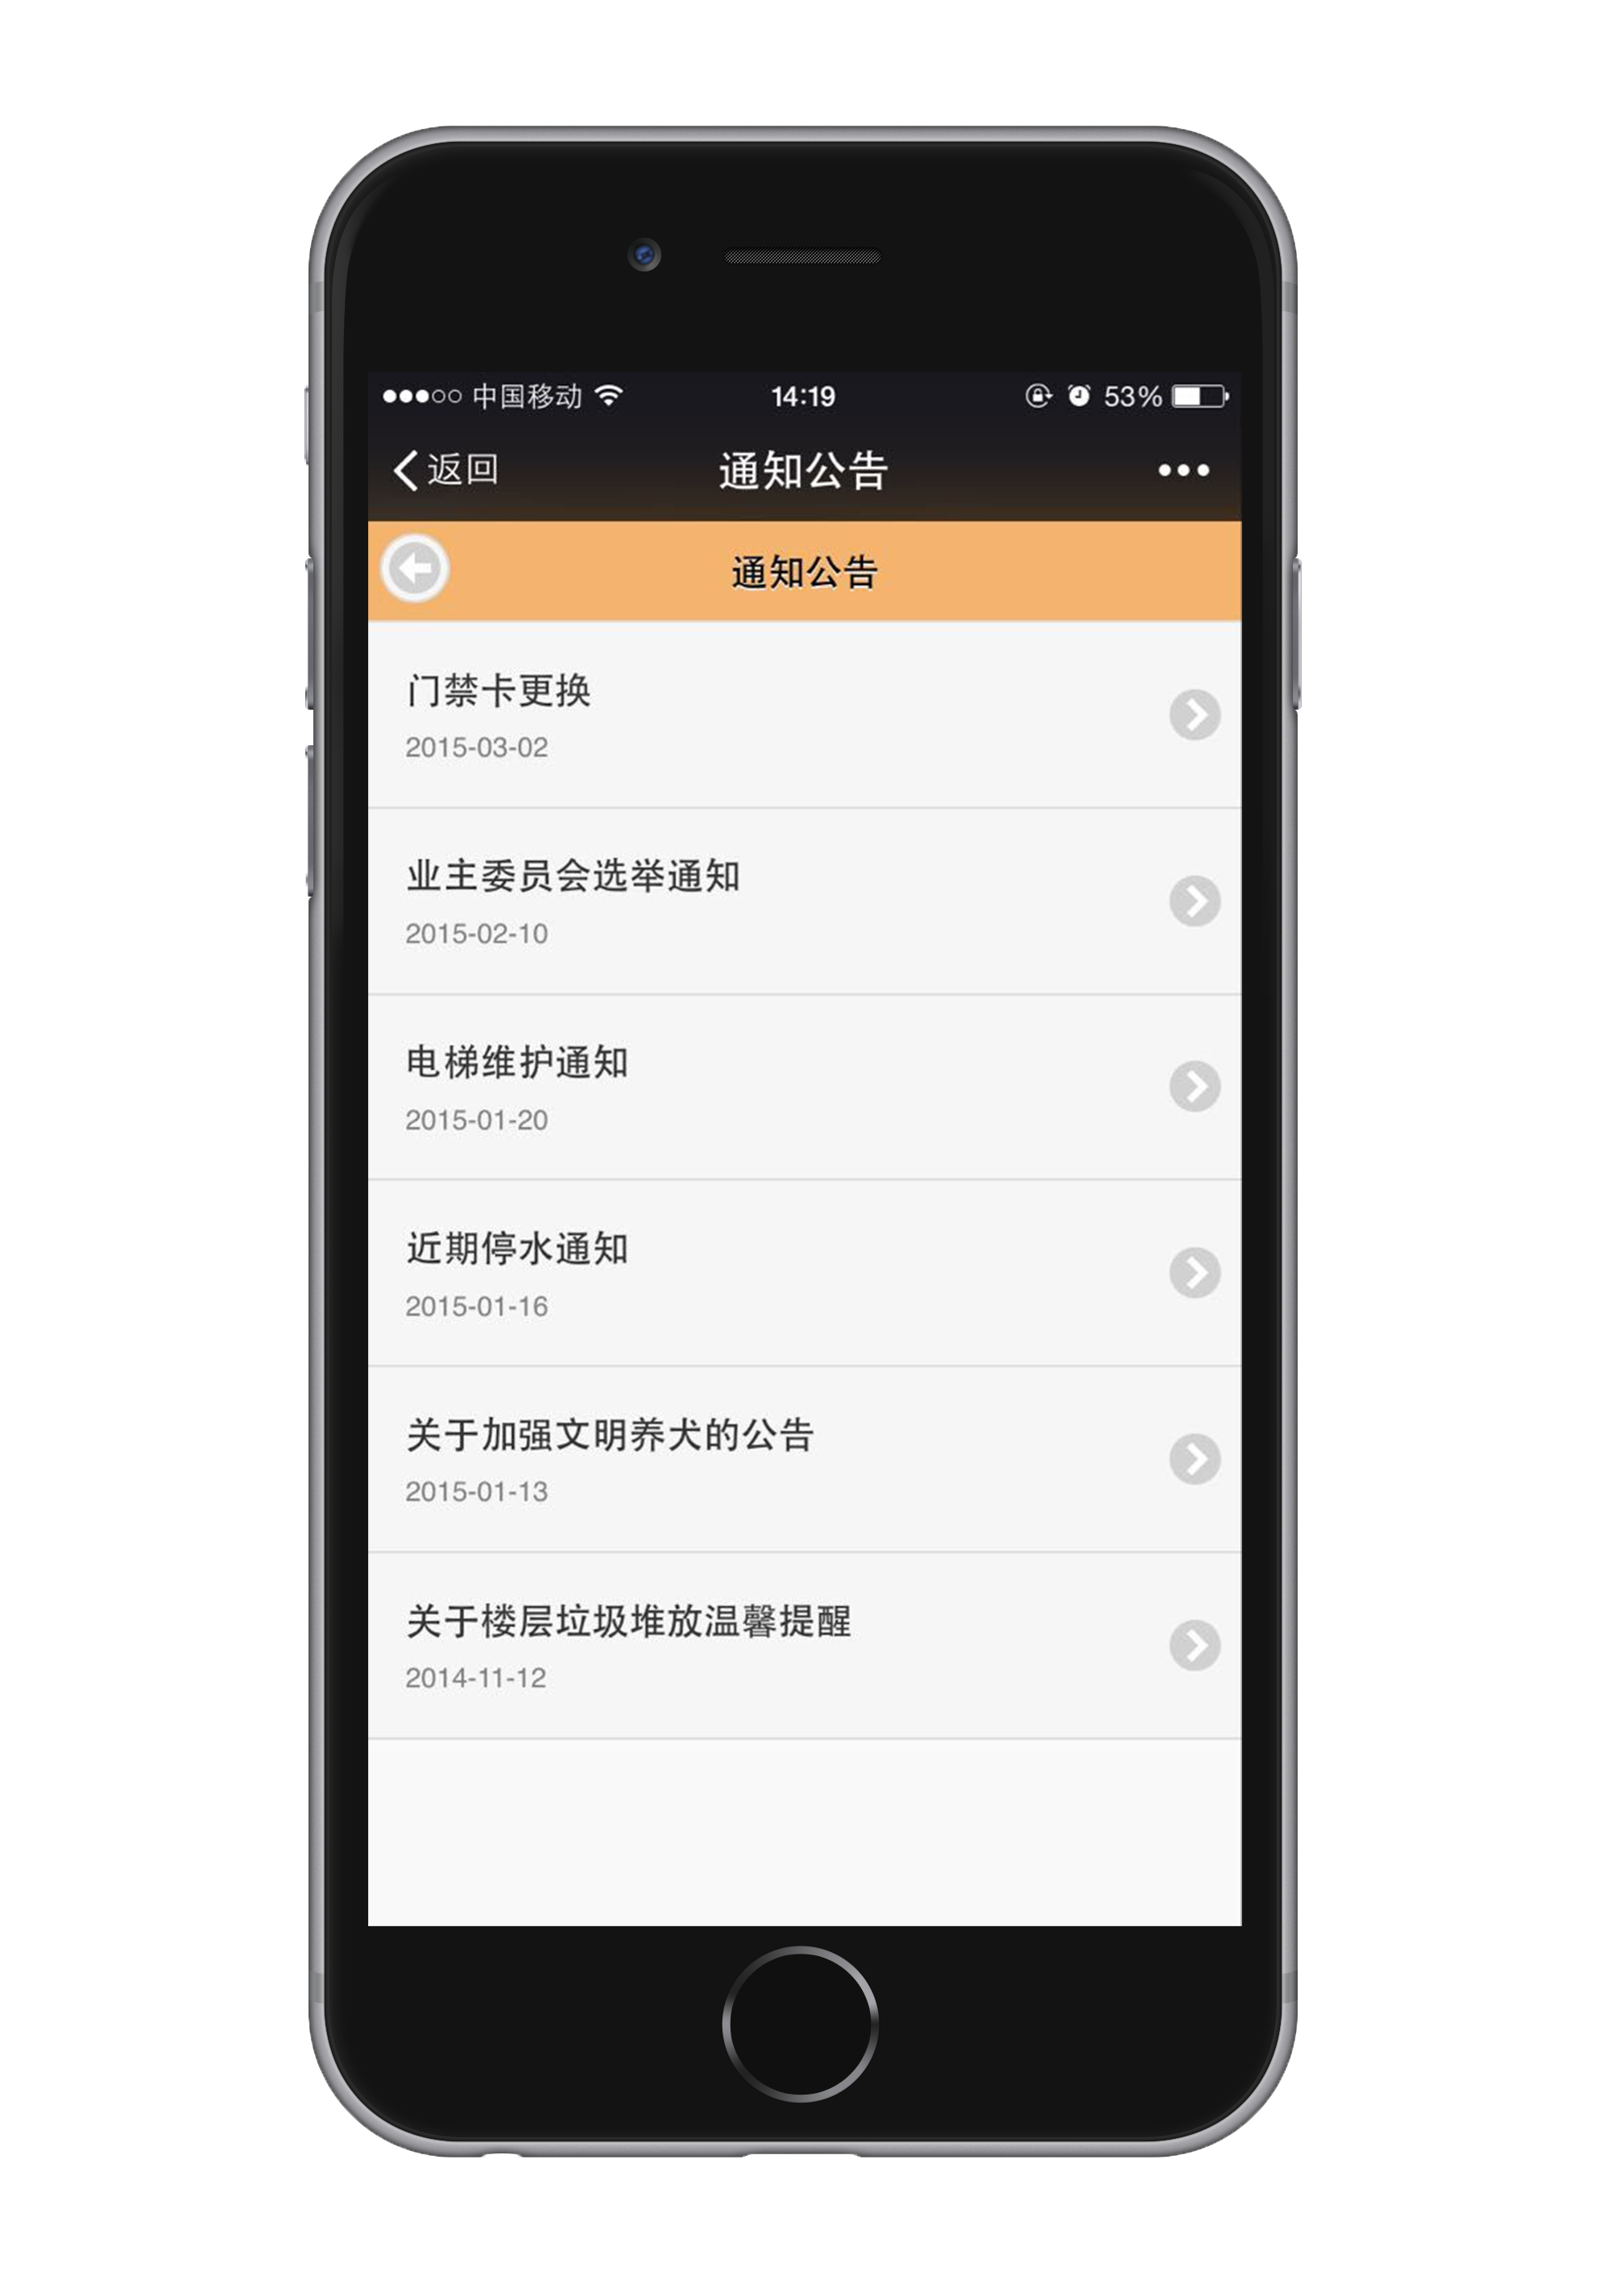 中国移动 14:19 53%
返回 通知公告
通知公告
门禁卡更换
2015-03-02
业主委员会选举通知
2015-02-10
电梯维护通知
2015-01-20
近期停水通知
2015-01-16
关于加强文明养犬的公告
2015-01-13
关于楼层垃圾堆放温馨提醒
2014-11-12